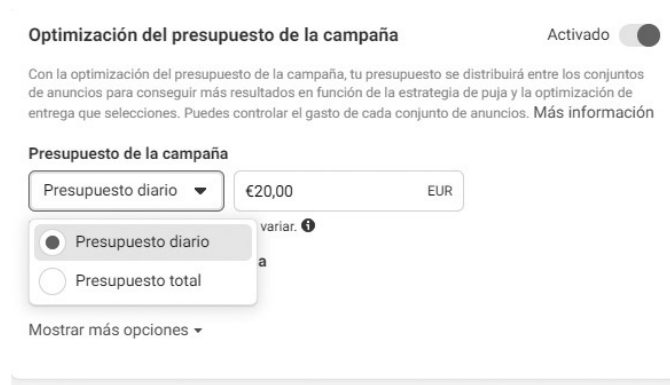 Optimización del presupuesto de la campaña
Activado
Con la optimización del presupuesto de la campaña, tu presupuesto se distribuirá entre los conjuntos
de anuncios para conseguir más resultados en función de la estrategia de puja y la optimización de
entrega que selecciones. Puedes controlar el gasto de cada conjunto de anuncios. Más información
Presupuesto de la campaña
Presupuesto diario €20,00 EUR
variar.
Presupuesto diario
a
Presupuesto total
Mostrar más opciones